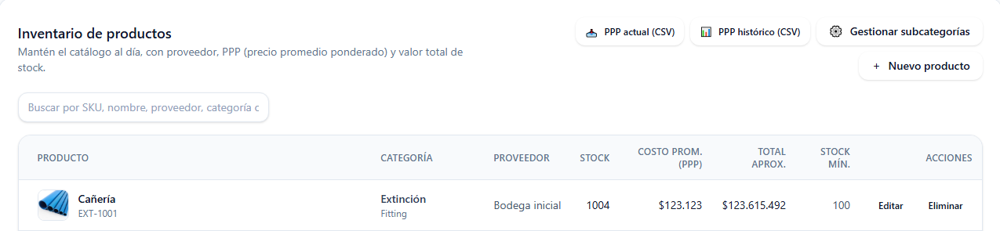 Inventario de productos
Mantén el catálogo al día, con proveedor, PPP (precio promedio ponderado) y valor total de
stock.
PPP actual (CSV)
PPP histórico (CSV)
Gestionar subcategorías
+ Nuevo producto
Buscar por SKU, nombre, proveedor, categoría c
PRODUCTO
CATEGORÍA
PROVEEDOR
STOCK
COSTO PROM.
(PPP)
TOTAL
APROX.
STOCK
MÍN.
ACCIONES
Cañería
EXT-1001
Extinción
Fitting
Bodega inicial
1004
$123.123
$123.615.492
100
Editar
Eliminar